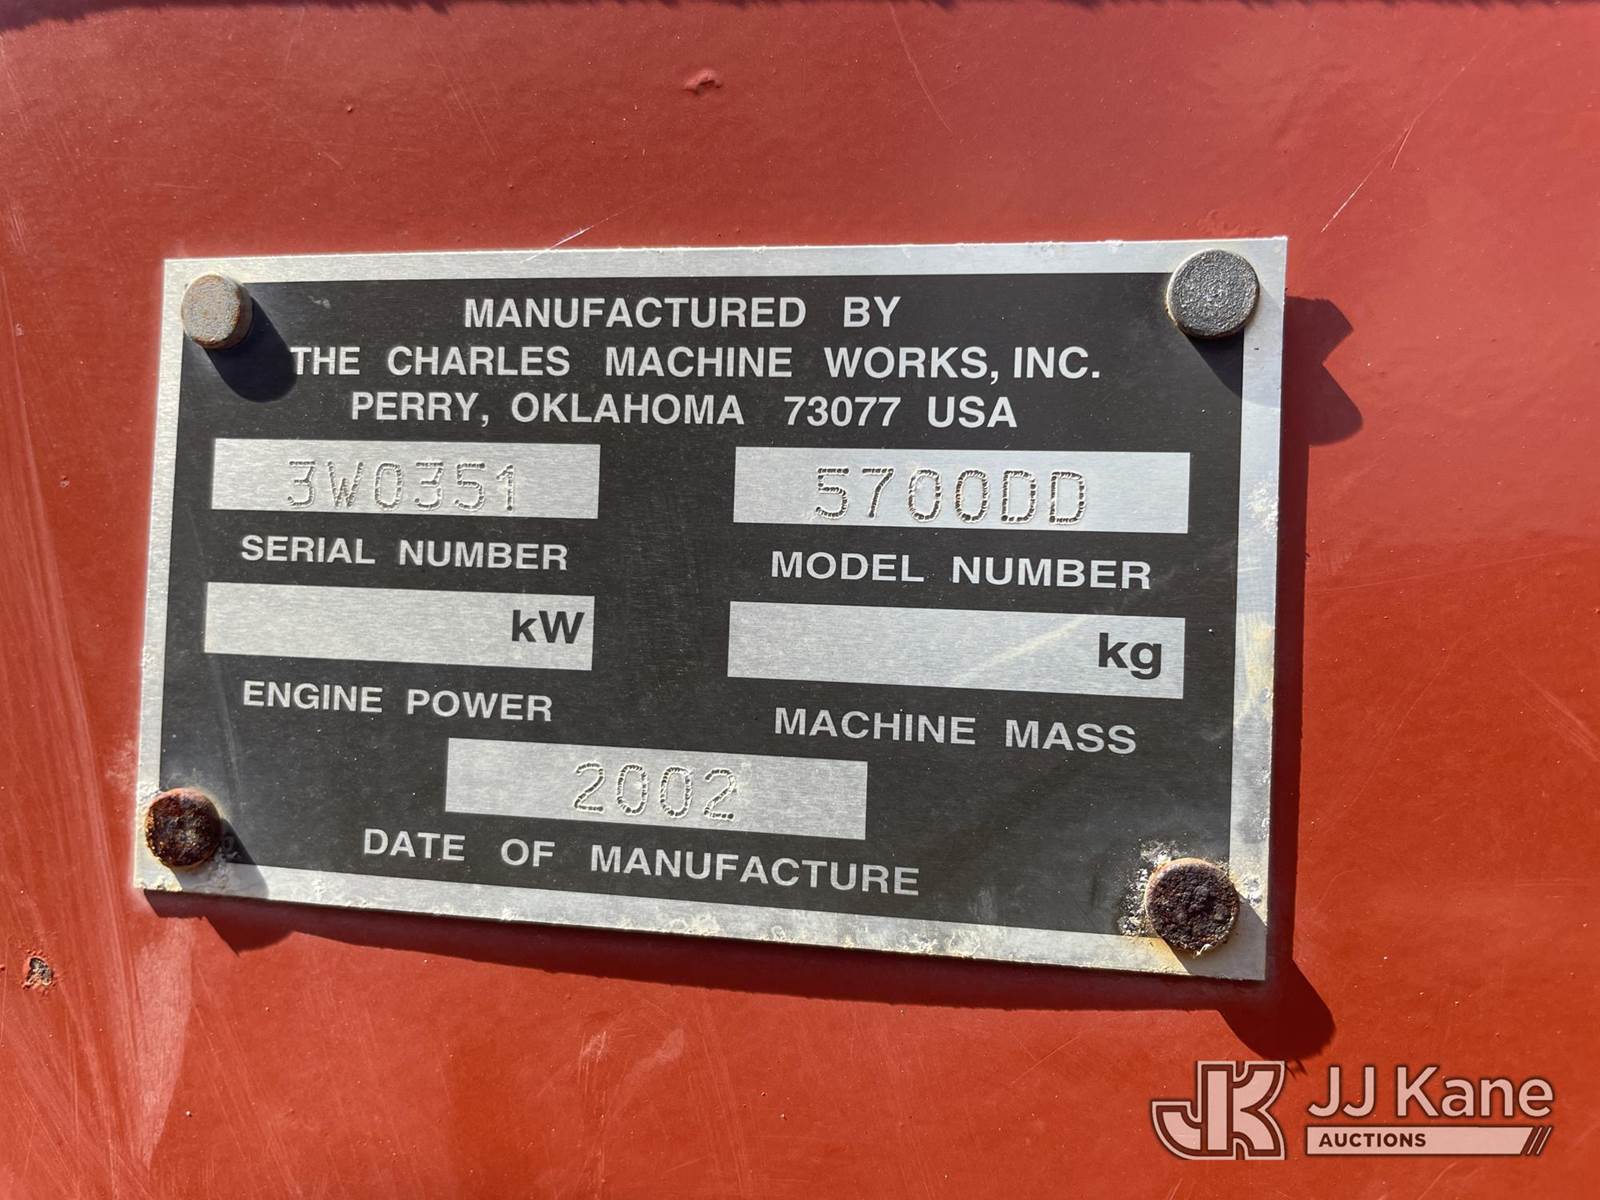 MANUFACTURED BY
THE CHARLES MACHINE WORKS, INC.
PERRY, OKLAHOMA 73077 USA
3W0351
5700DD
SERIAL NUMBER
MODEL NUMBER
kW
kg
ENGINE POWER
MACHINE MASS
2002
DATE OF MANUFACTURE
JK JJ Kane
AUCTIONS